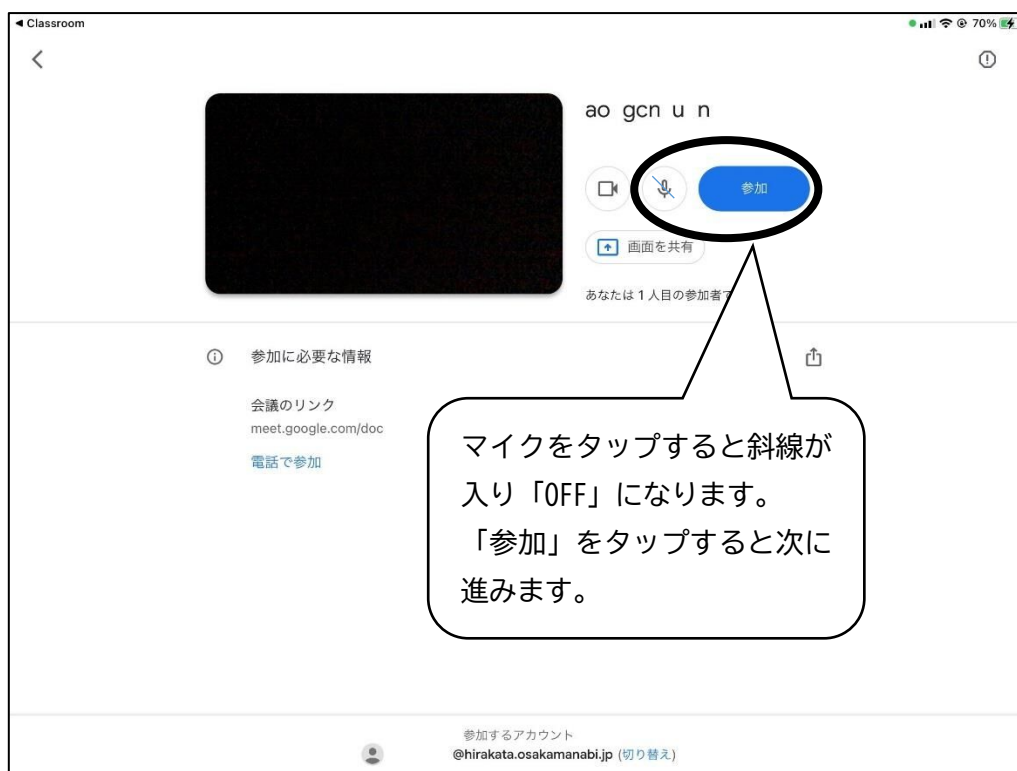 ◀ Classroom
70%
ao gcn u n
参加
画面を共有
あなたは 1 人目の参加者で
参加に必要な情報
会議のリンク
meet.google.com/doc
電話で参加
マイクをタップすると斜線が
入り「OFF」になります。
「参加」をタップすると次に
進みます。
参加するアカウント
@hirakata.osakamanabi.jp (切り替え)